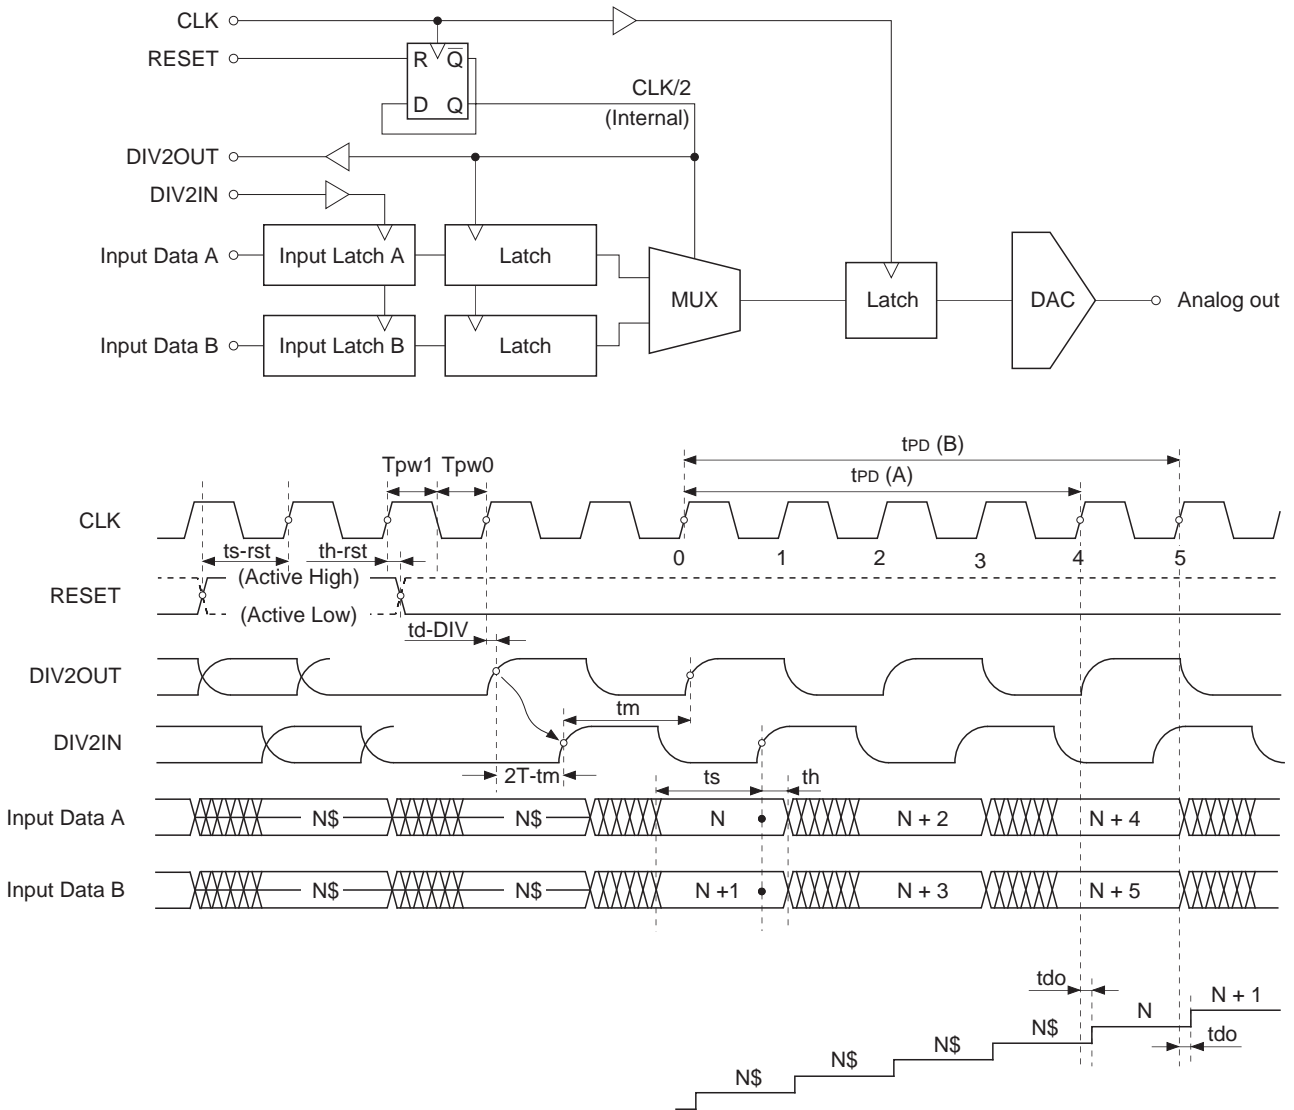 CLK
RESET
R Q
D Q
CLK/2
(Internal)
DIV2OUT
DIV2IN
Input Data A
Input Latch A
Latch
MUX
Latch
DAC
Analog out
Input Data B
Input Latch B
Latch
tPD (B)
Tpw1 Tpw0
tPD (A)
CLK
ts-rst th-rst
0 1 2 3 4 5
(Active High)
RESET
(Active Low)
td-DIV
DIV2OUT
tm
DIV2IN
2T-tm ts th
Input Data A N$ N$ N N + 2 N + 4
Input Data B N$ N$ N +1 N + 3 N + 5
tdo
N + 1
N
N$
tdo
N$
N$
N$